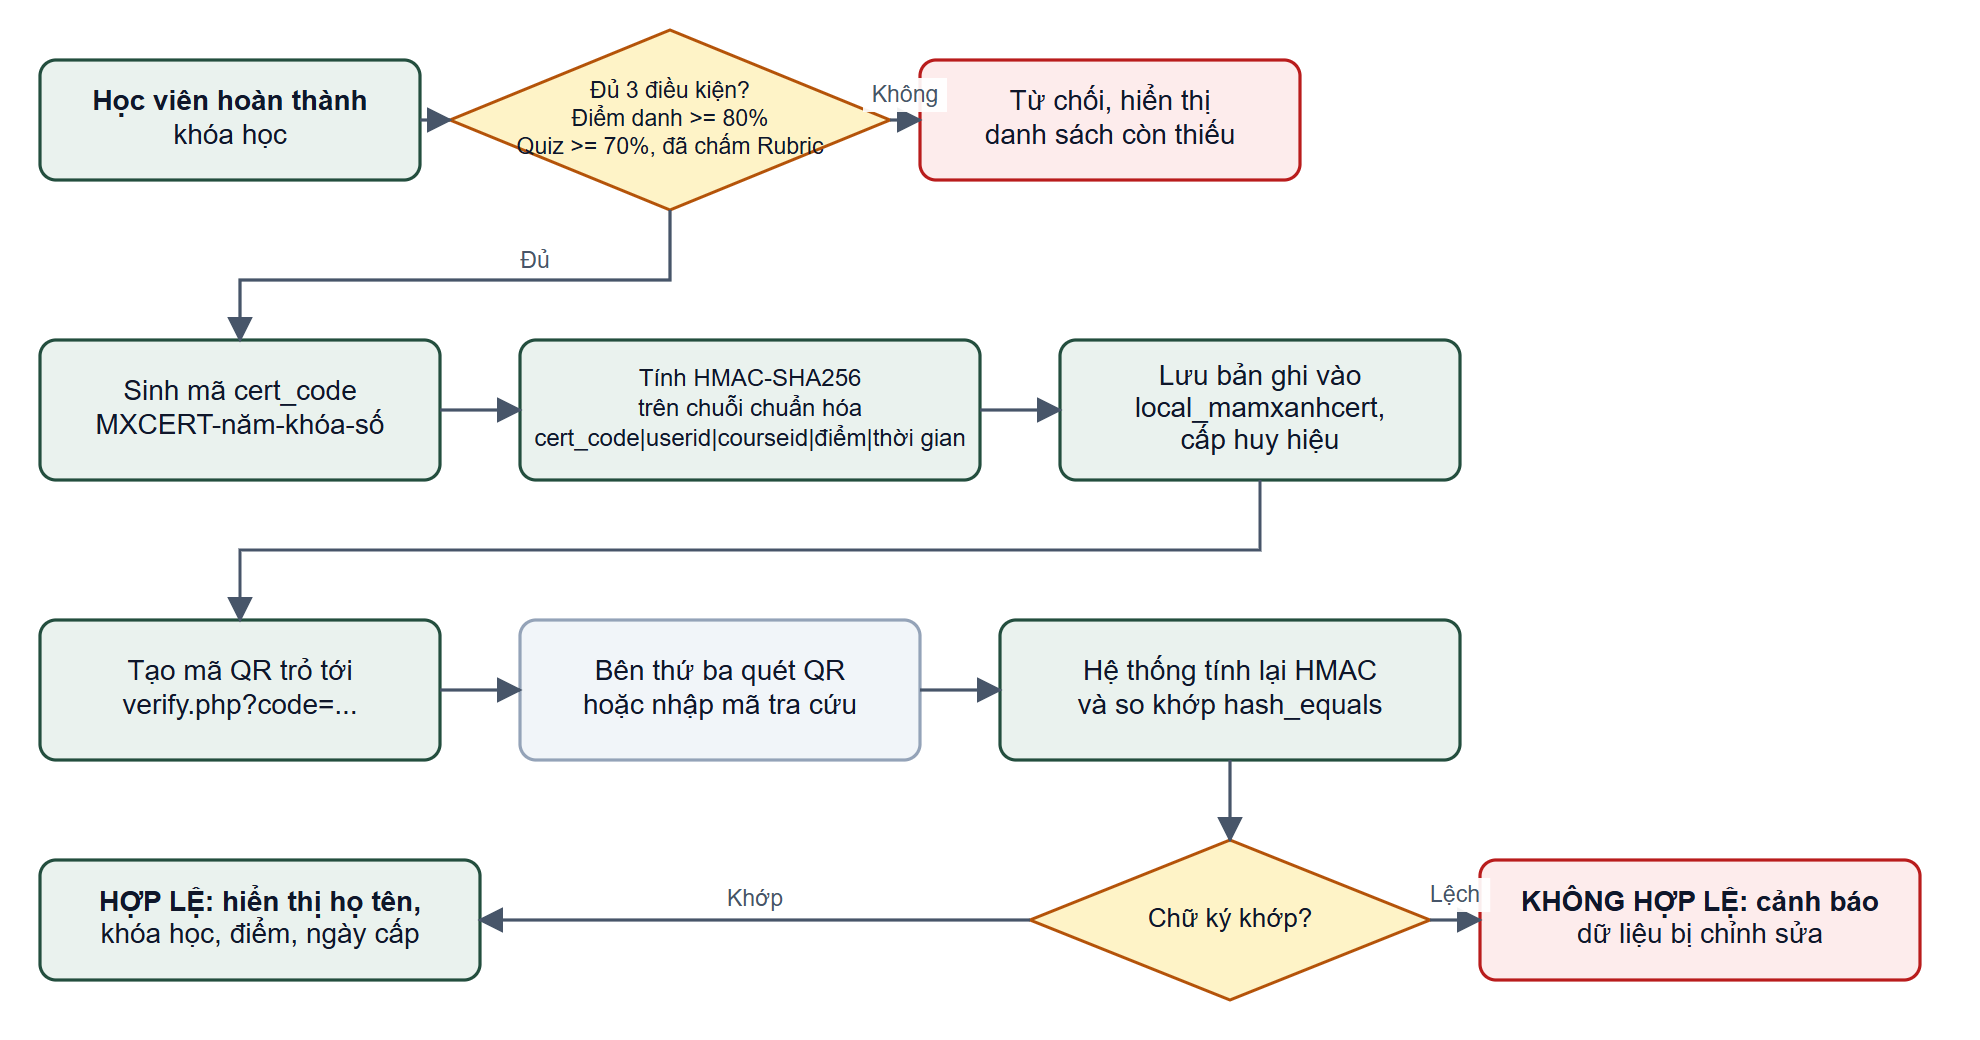 Học viên hoàn thành
khóa học
Đủ 3 điều kiện?
Điểm danh >= 80%
Quiz >= 70%, đã chấm Rubric
Không
Từ chối, hiển thị
danh sách còn thiếu
Đủ
Sinh mã cert_code
MXCERT-năm-khóa-số
Tính HMAC-SHA256
trên chuỗi chuẩn hóa
cert_code|userid|courseid|điểm|thời gian
Lưu bản ghi vào
local_mamxanhcert,
cấp huy hiệu
Tạo mã QR trỏ tới
verify.php?code=...
Bên thứ ba quét QR
hoặc nhập mã tra cứu
Hệ thống tính lại HMAC
và so khớp hash_equals
HỢP LỆ: hiển thị họ tên,
khóa học, điểm, ngày cấp
Khớp
Chữ ký khớp?
Lệch
KHÔNG HỢP LỆ: cảnh báo
dữ liệu bị chỉnh sửa